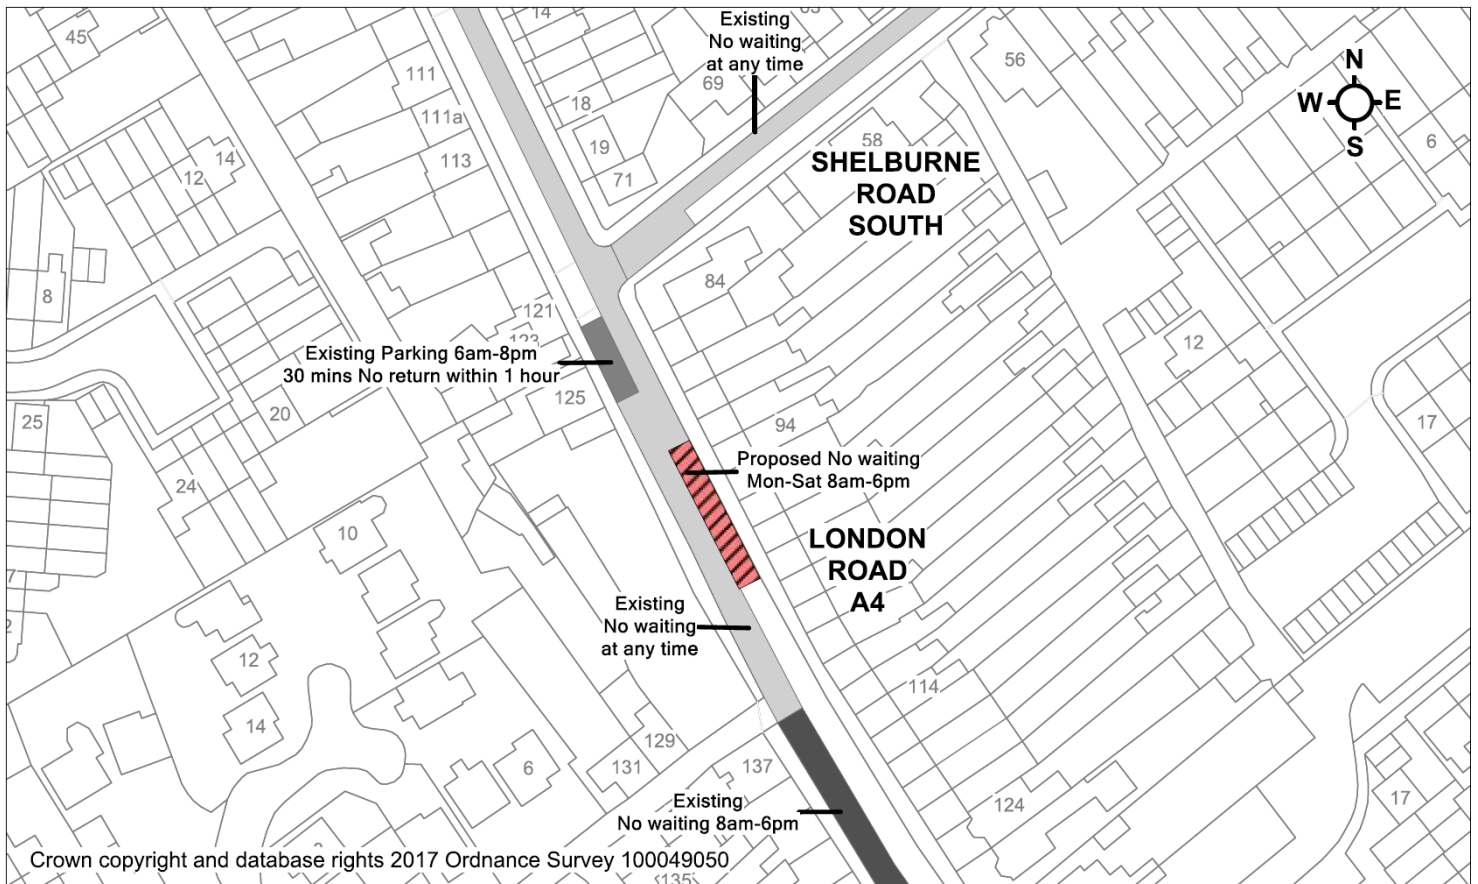 45
14
63
Existing
No waiting
at any time
69
56
N
W E
S
111
111a
113
18
19
71
58
6
14
12
SHELBURNE
ROAD
SOUTH
8
84
121
123
12
Existing Parking 6am-8pm
30 mins No return within 1 hour
125
20
25
94
17
24
Proposed No waiting
Mon-Sat 8am-6pm
10
LONDON
ROAD
A4
Existing
No waiting
at any time
12
114
14
129
131
6
137
17
124
Existing
No waiting 8am-6pm
Crown copyright and database rights 2017 Ordnance Survey 100049050
135